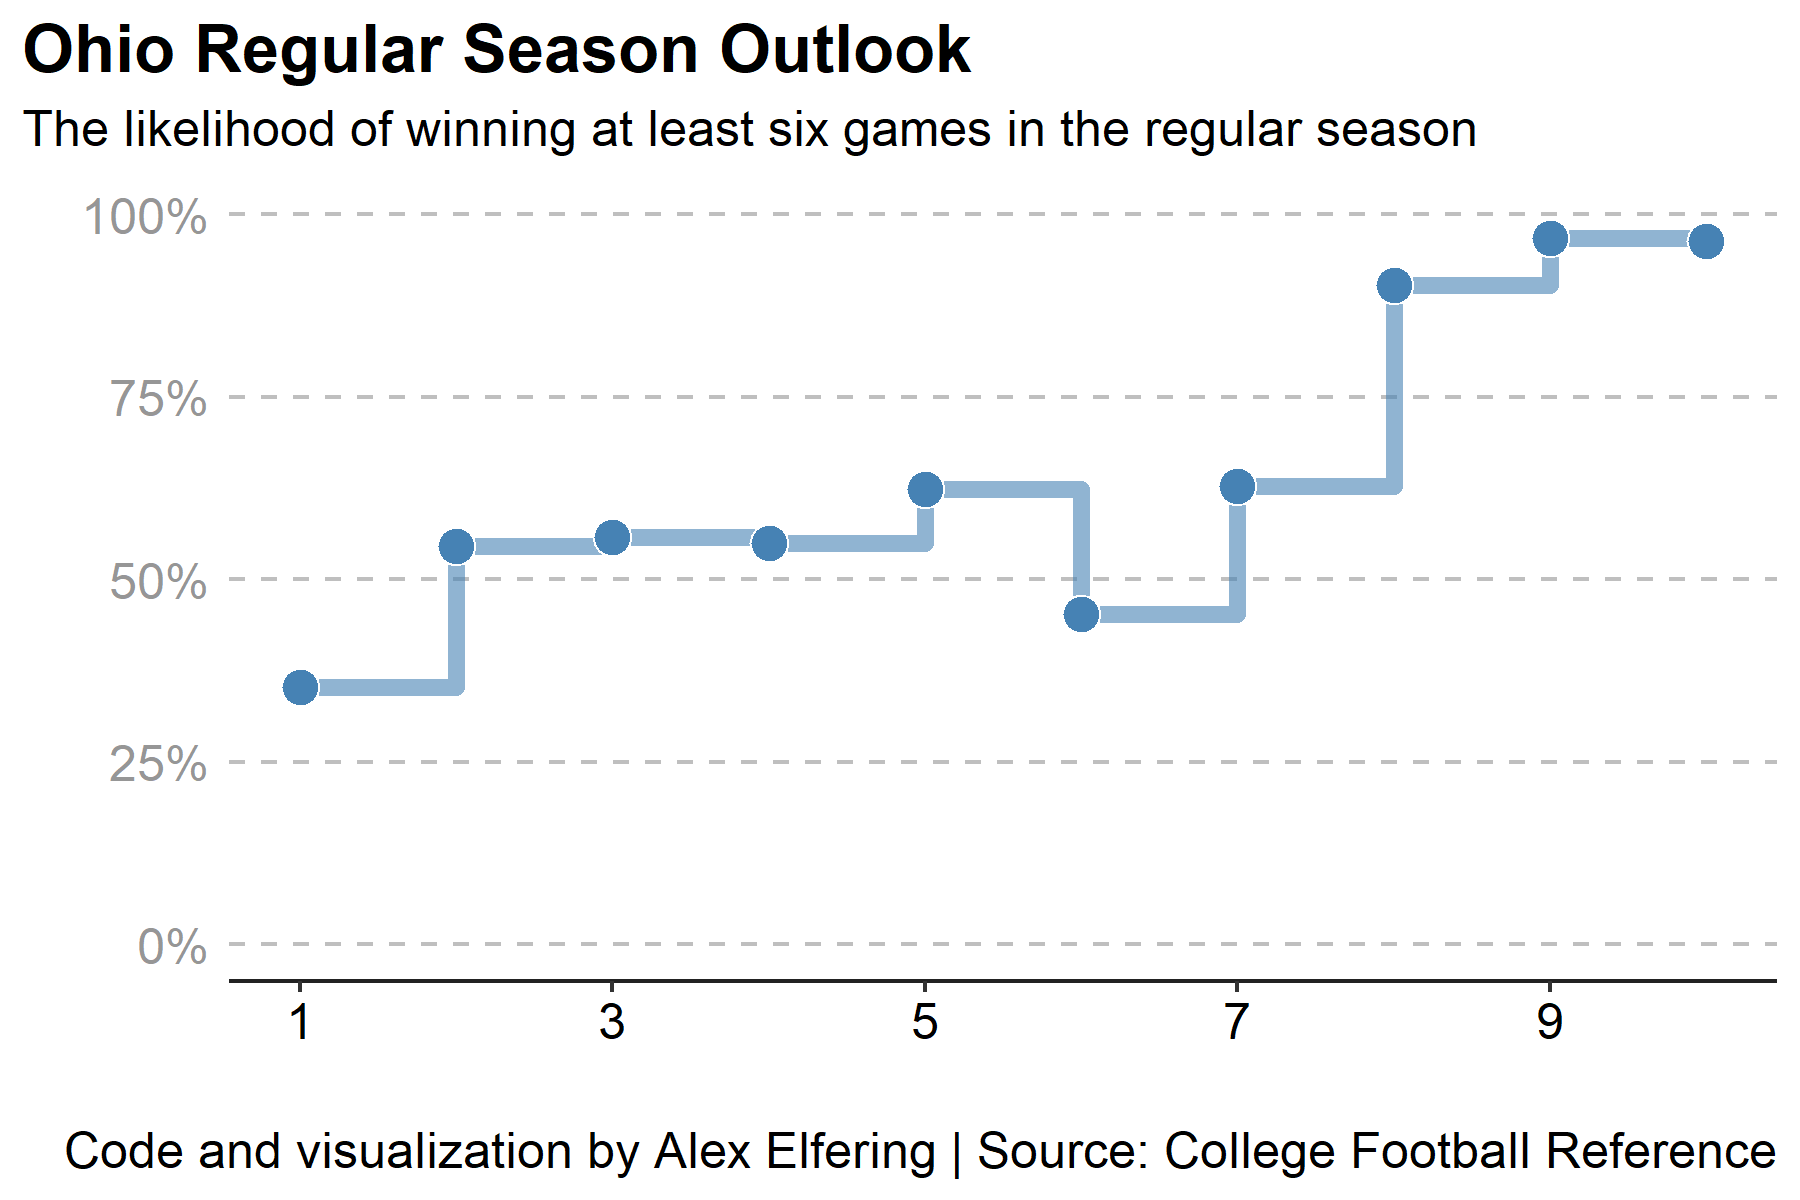 Ohio Regular Season Outlook
The likelihood of winning at least six games in the regular season
100%
75%
50%
25%
0%
1 3 5 7 9
Code and visualization by Alex Elfering | Source: College Football Reference